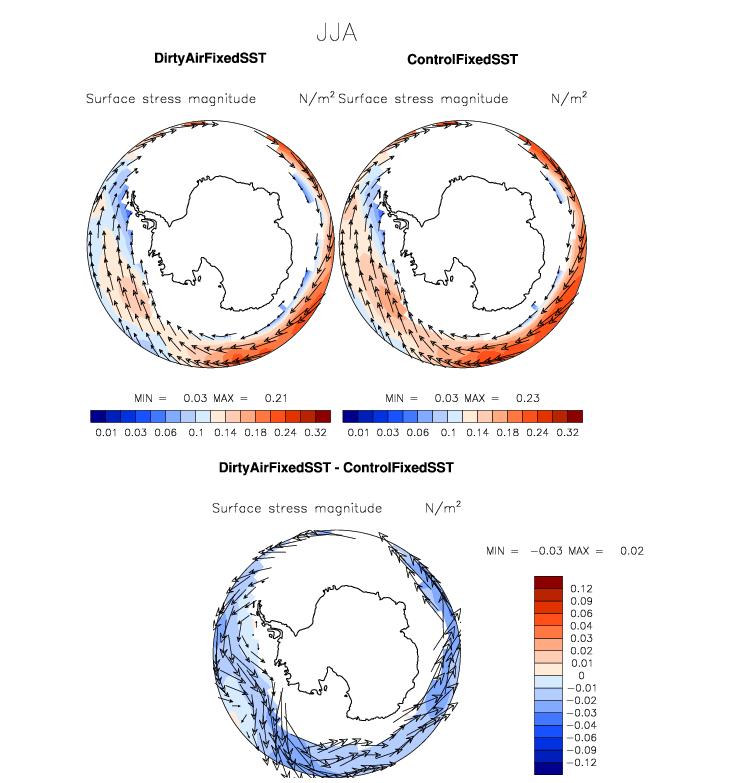 JJA
DirtyAirFixedSST ControlFixedSST
Surface stress magnitude N/m² Surface stress magnitude N/m²
MIN = 0.03 MAX = 0.21 MIN = 0.03 MAX = 0.23
0.01 0.03 0.06 0.1 0.14 0.18 0.24 0.32 0.01 0.03 0.06 0.1 0.14 0.18 0.24 0.32
DirtyAirFixedSST - ControlFixedSST
Surface stress magnitude N/m²
MIN = -0.03 MAX = 0.02
0.12
0.09
0.06
0.04
0.03
0.02
0.01
0
-0.01
-0.02
-0.03
-0.04
-0.06
-0.09
-0.12